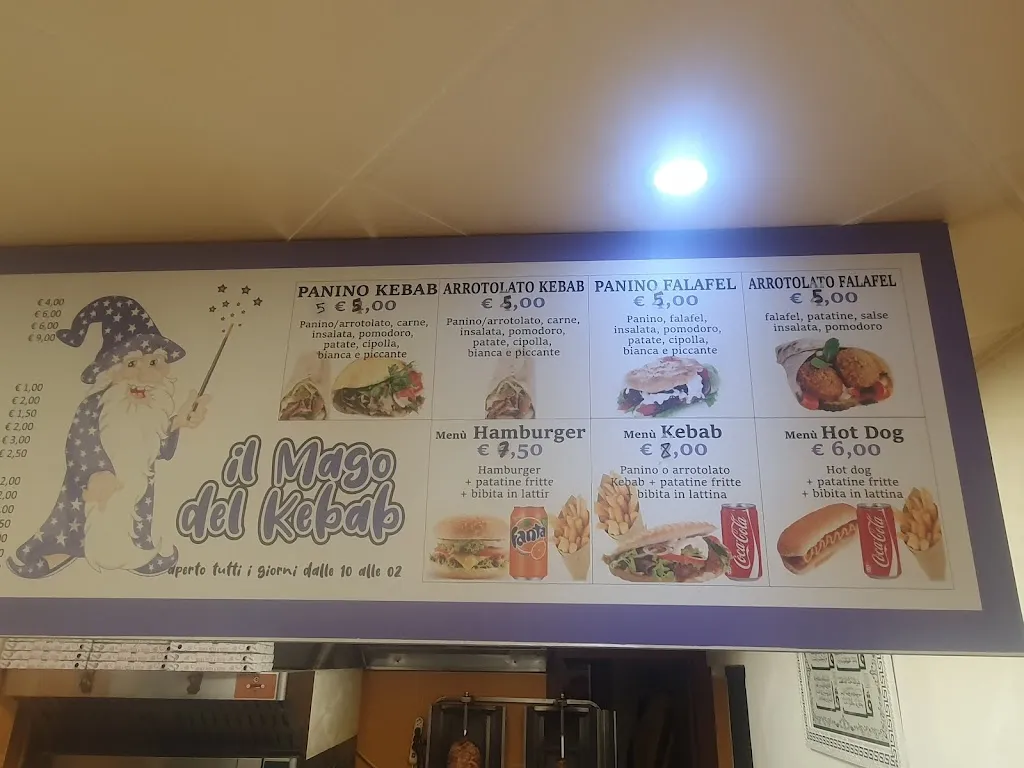 € 4,00
€ 6,00
€ 6,00
€ 9,00
€ 1,00
€ 2,00
€ 1,50
€ 2,00
€ 3,00
€ 2,50
2,00
il Mago
del Kebab
aperto tutti i giorni dalle 10 alle 02
PANINO KEBAB
5 € 5,00
Panino/arrotolato, carne,
insalata, pomodoro,
patate, cipolla,
bianca e piccante
ARROTOLATO KEBAB
€ 5,00
Panino/arrotolato, carne,
insalata, pomodoro,
patate, cipolla,
bianca e piccante
PANINO FALAFEL
€ 5,00
Panino, falafel,
insalata, pomodoro,
patate, cipolla,
bianca e piccante
ARROTOLATO FALAFEL
€ 5,00
falafel, patatine, salse
insalata, pomodoro
Menù Hamburger
€ 7,50
Hamburger
+ patatine fritte
+ bibita in lattir
Fanta
Menù Kebab
€ 8,00
Panino o arrotolato
Kebab + patatine fritte
bibita in lattina
Coca-Cola
Menù Hot Dog
€ 6,00
Hot dog
+ patatine fritte
+ bibita in lattina
Coca-Cola